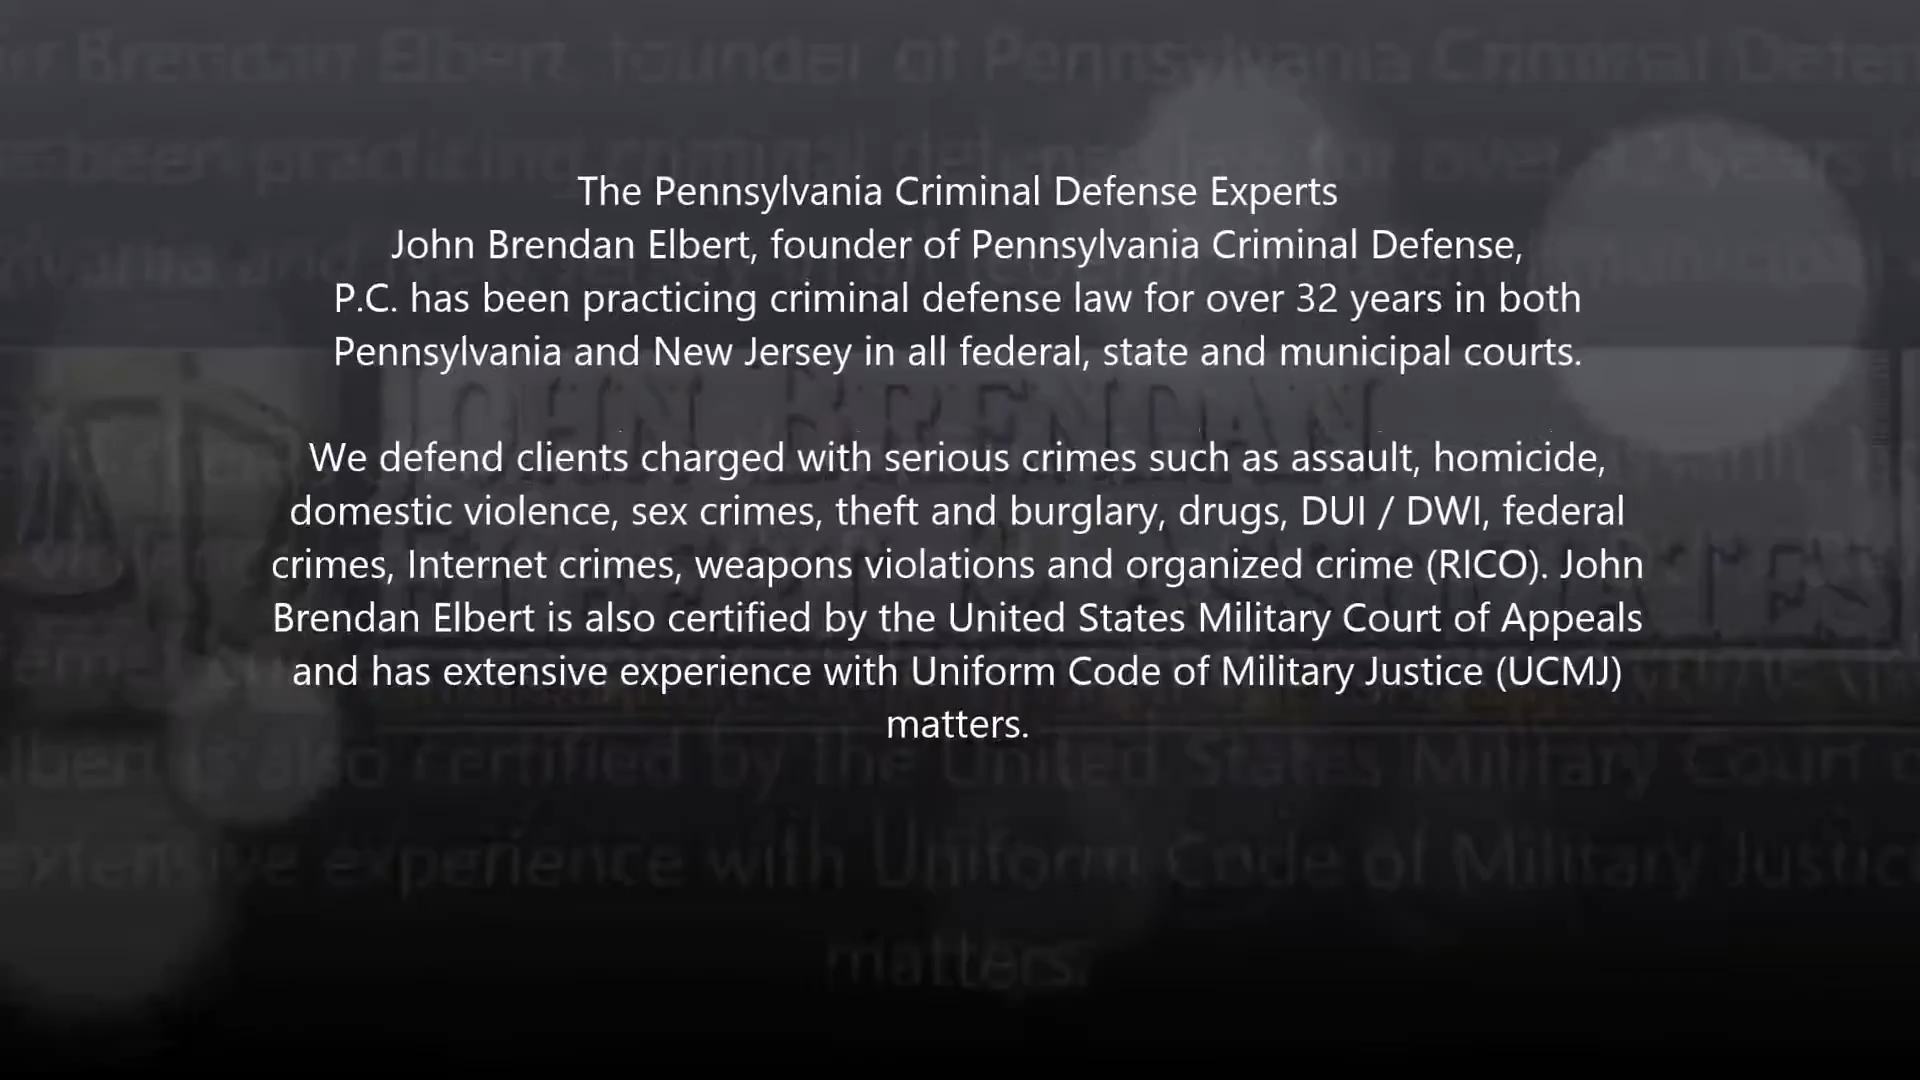 The Pennsylvania Criminal Defense Experts
John Brendan Elbert, founder of Pennsylvania Criminal Defense,
P.C. has been practicing criminal defense law for over 32 years in both
Pennsylvania and New Jersey in all federal, state and municipal courts.
We defend clients charged with serious crimes such as assault, homicide,
domestic violence, sex crimes, theft and burglary, drugs, DUI / DWI, federal
crimes, Internet crimes, weapons violations and organized crime (RICO). John
Brendan Elbert is also certified by the United States Military Court of Appeals
and has extensive experience with Uniform Code of Military Justice (UCMJ)
matters.